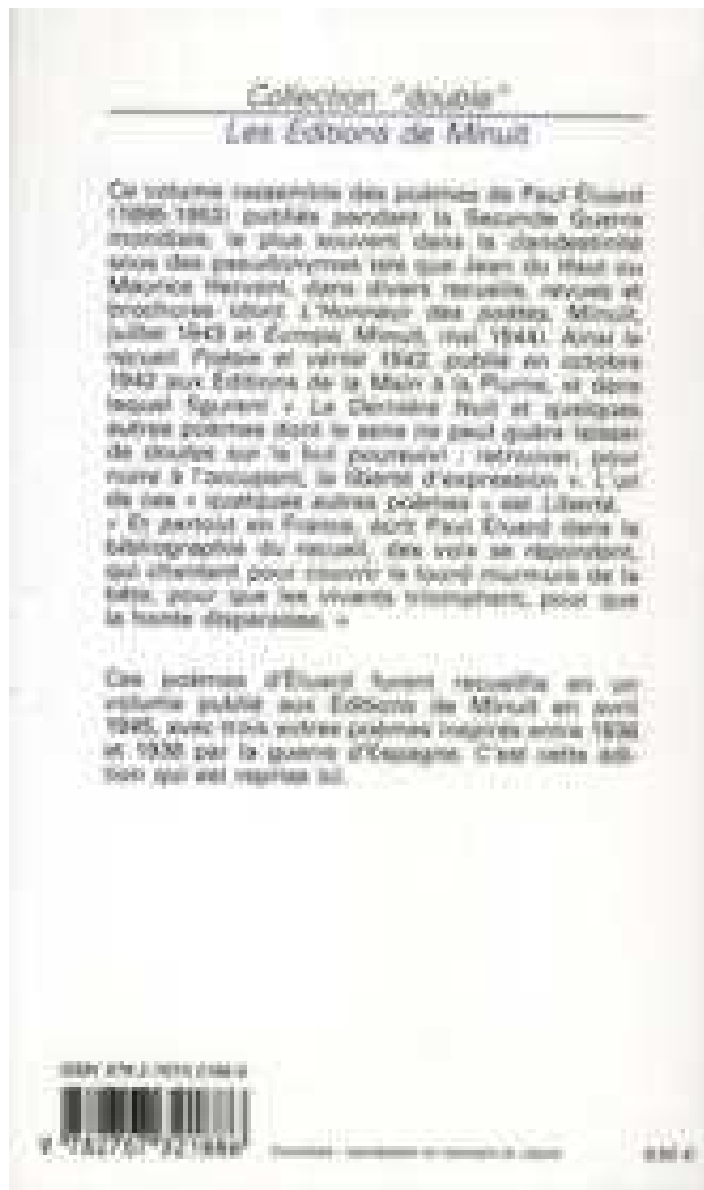 Collection "double"
Les Éditions de Minuit
Ce volume rassemble des poèmes de Paul Éluard
(1895-1952) publiés pendant la Seconde Guerre
mondiale, le plus souvent dans la clandestinité
sous des pseudonymes tels que Jean du Haut ou
Maurice Hervent, dans divers recueils, revues et
brochures (dont L'Honneur des poètes, Minuit,
juillet 1943 et Europe, Minuit, mai 1944). Ainsi le
recueil Poésie et vérité 1942, publié en octobre
1942 aux Éditions de la Main à la Plume, et dans
lequel figurent « La Dernière Nuit et quelques
autres poèmes dont le sens ne peut guère laisser
de doutes sur le but poursuivi : retrouver, pour
nuire à l'occupant, la liberté d'expression ». L'un
de ces « quelques autres poèmes » est Liberté.
« Et partout en France, écrit Paul Éluard dans la
bibliographie du recueil, des voix se répondent,
qui chantent pour couvrir le lourd murmure de la
bête, pour que les vivants triomphent, pour que
la honte disparaisse. »
Ces poèmes d'Éluard furent recueillis en un
volume publié aux Éditions de Minuit en avril
1945, avec trois autres poèmes inspirés entre 1936
et 1938 par la guerre d'Espagne. C'est cette édi-
tion qui est reprise ici.
ISBN